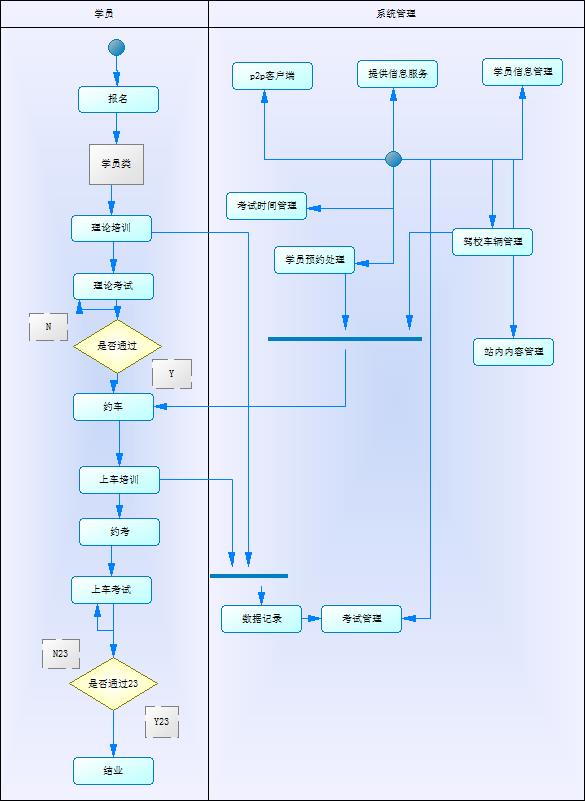 学员
系统管理
p2p客户端
提供信息服务
学员信息管理
报名
学员类
考试时间管理
理论培训
驾校车辆管理
学员预约处理
理论考试
N
是否通过
站内内容管理
Y
约车
上车培训
约考
上车考试
数据记录
考试管理
N23
是否通过23
Y23
结业